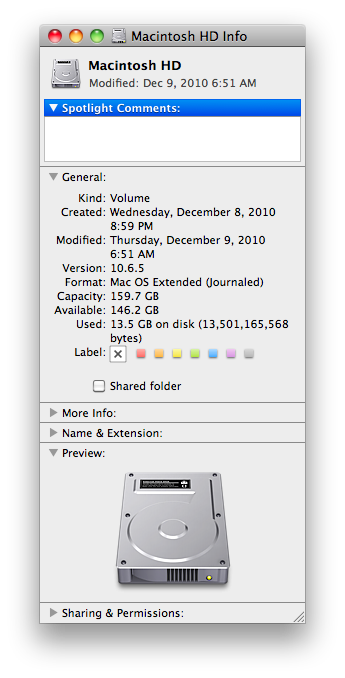 Macintosh HD Info
Macintosh HD
Modified: Dec 9, 2010 6:51 AM
Spotlight Comments:
General:
Kind: Volume
Created: Wednesday, December 8, 2010
8:59 PM
Modified: Thursday, December 9, 2010
6:51 AM
Version: 10.6.5
Format: Mac OS Extended (Journaled)
Capacity: 159.7 GB
Available: 146.2 GB
Used: 13.5 GB on disk (13,501,165,568
bytes)
Label:
Shared folder
More Info:
Name & Extension:
Preview:
Sharing & Permissions: